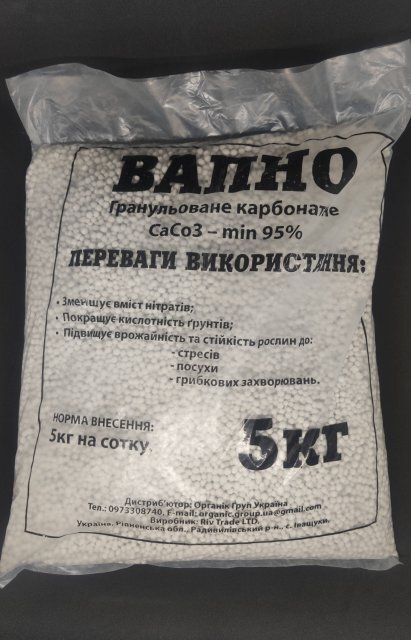 ВАПНО
Гранульоване карбонатне
CaCo3 – min 95%
ПЕРЕВАГИ ВИКОРИСТАННЯ:
· Зменшує вміст нітратів;
· Покращує кислотність ґрунтів;
· Підвищує врожайність та стійкість рослин до:
- стресів
- посухи
- грибкових захворювань.
НОРМА ВНЕСЕННЯ:
5кг на сотку
5кг
Дистриб'ютор: Органік Ґруп Україна
Тел.: 0973308740, E-mail: organic.group.ua@gmail.com
Виробник: Riv Trade LTD.
Україна, Рівненська обл., Радивилівський р-н., с. Іващуки.